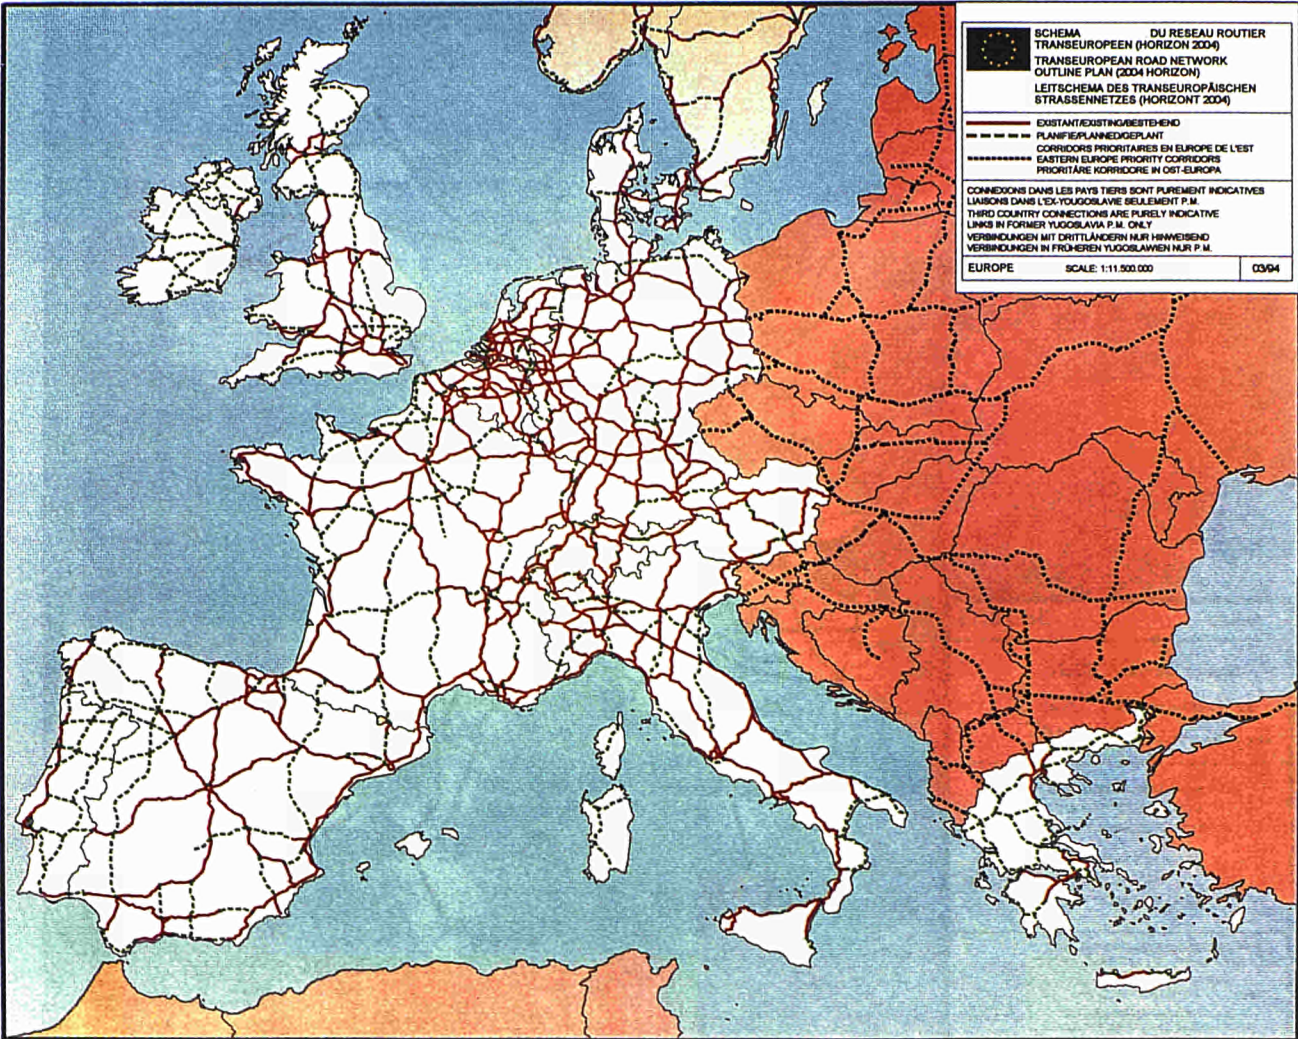 SCHEMA DU RESEAU ROUTIER
TRANSEUROPEEN (HORIZON 2004)
TRANSEUROPEAN ROAD NETWORK
OUTLINE PLAN (2004 HORIZON)
LEITSCHEMA DES TRANSEUROPÄISCHEN
STRASSENNETZES (HORIZONT 2004)
EXISTANT/EXISTING/BESTEHEND
PLANIFIE/PLANNED/GEPLANT
CORRIDORS PRIORITAIRES EN EUROPE DE L'EST
EASTERN EUROPE PRIORITY CORRIDORS
PRIORITÄRE KORRIDORE IN OST-EUROPA
CONNEXIONS DANS LES PAYS TIERS SONT PUREMENT INDICATIVES
LIAISONS DANS L'EX-YOUGOSLAVIE SEULEMENT P.M.
THIRD COUNTRY CONNECTIONS ARE PURELY INDICATIVE
LINKS IN FORMER YUGOSLAVIA P.M. ONLY
VERBINDUNGEN MIT DRITTLÄNDERN NUR HINWEISEND
VERBINDUNGEN IN FRÜHEREN YUGOSLAWIEN NUR P.M.
EUROPE SCALE: 1:11.500.000 03/94